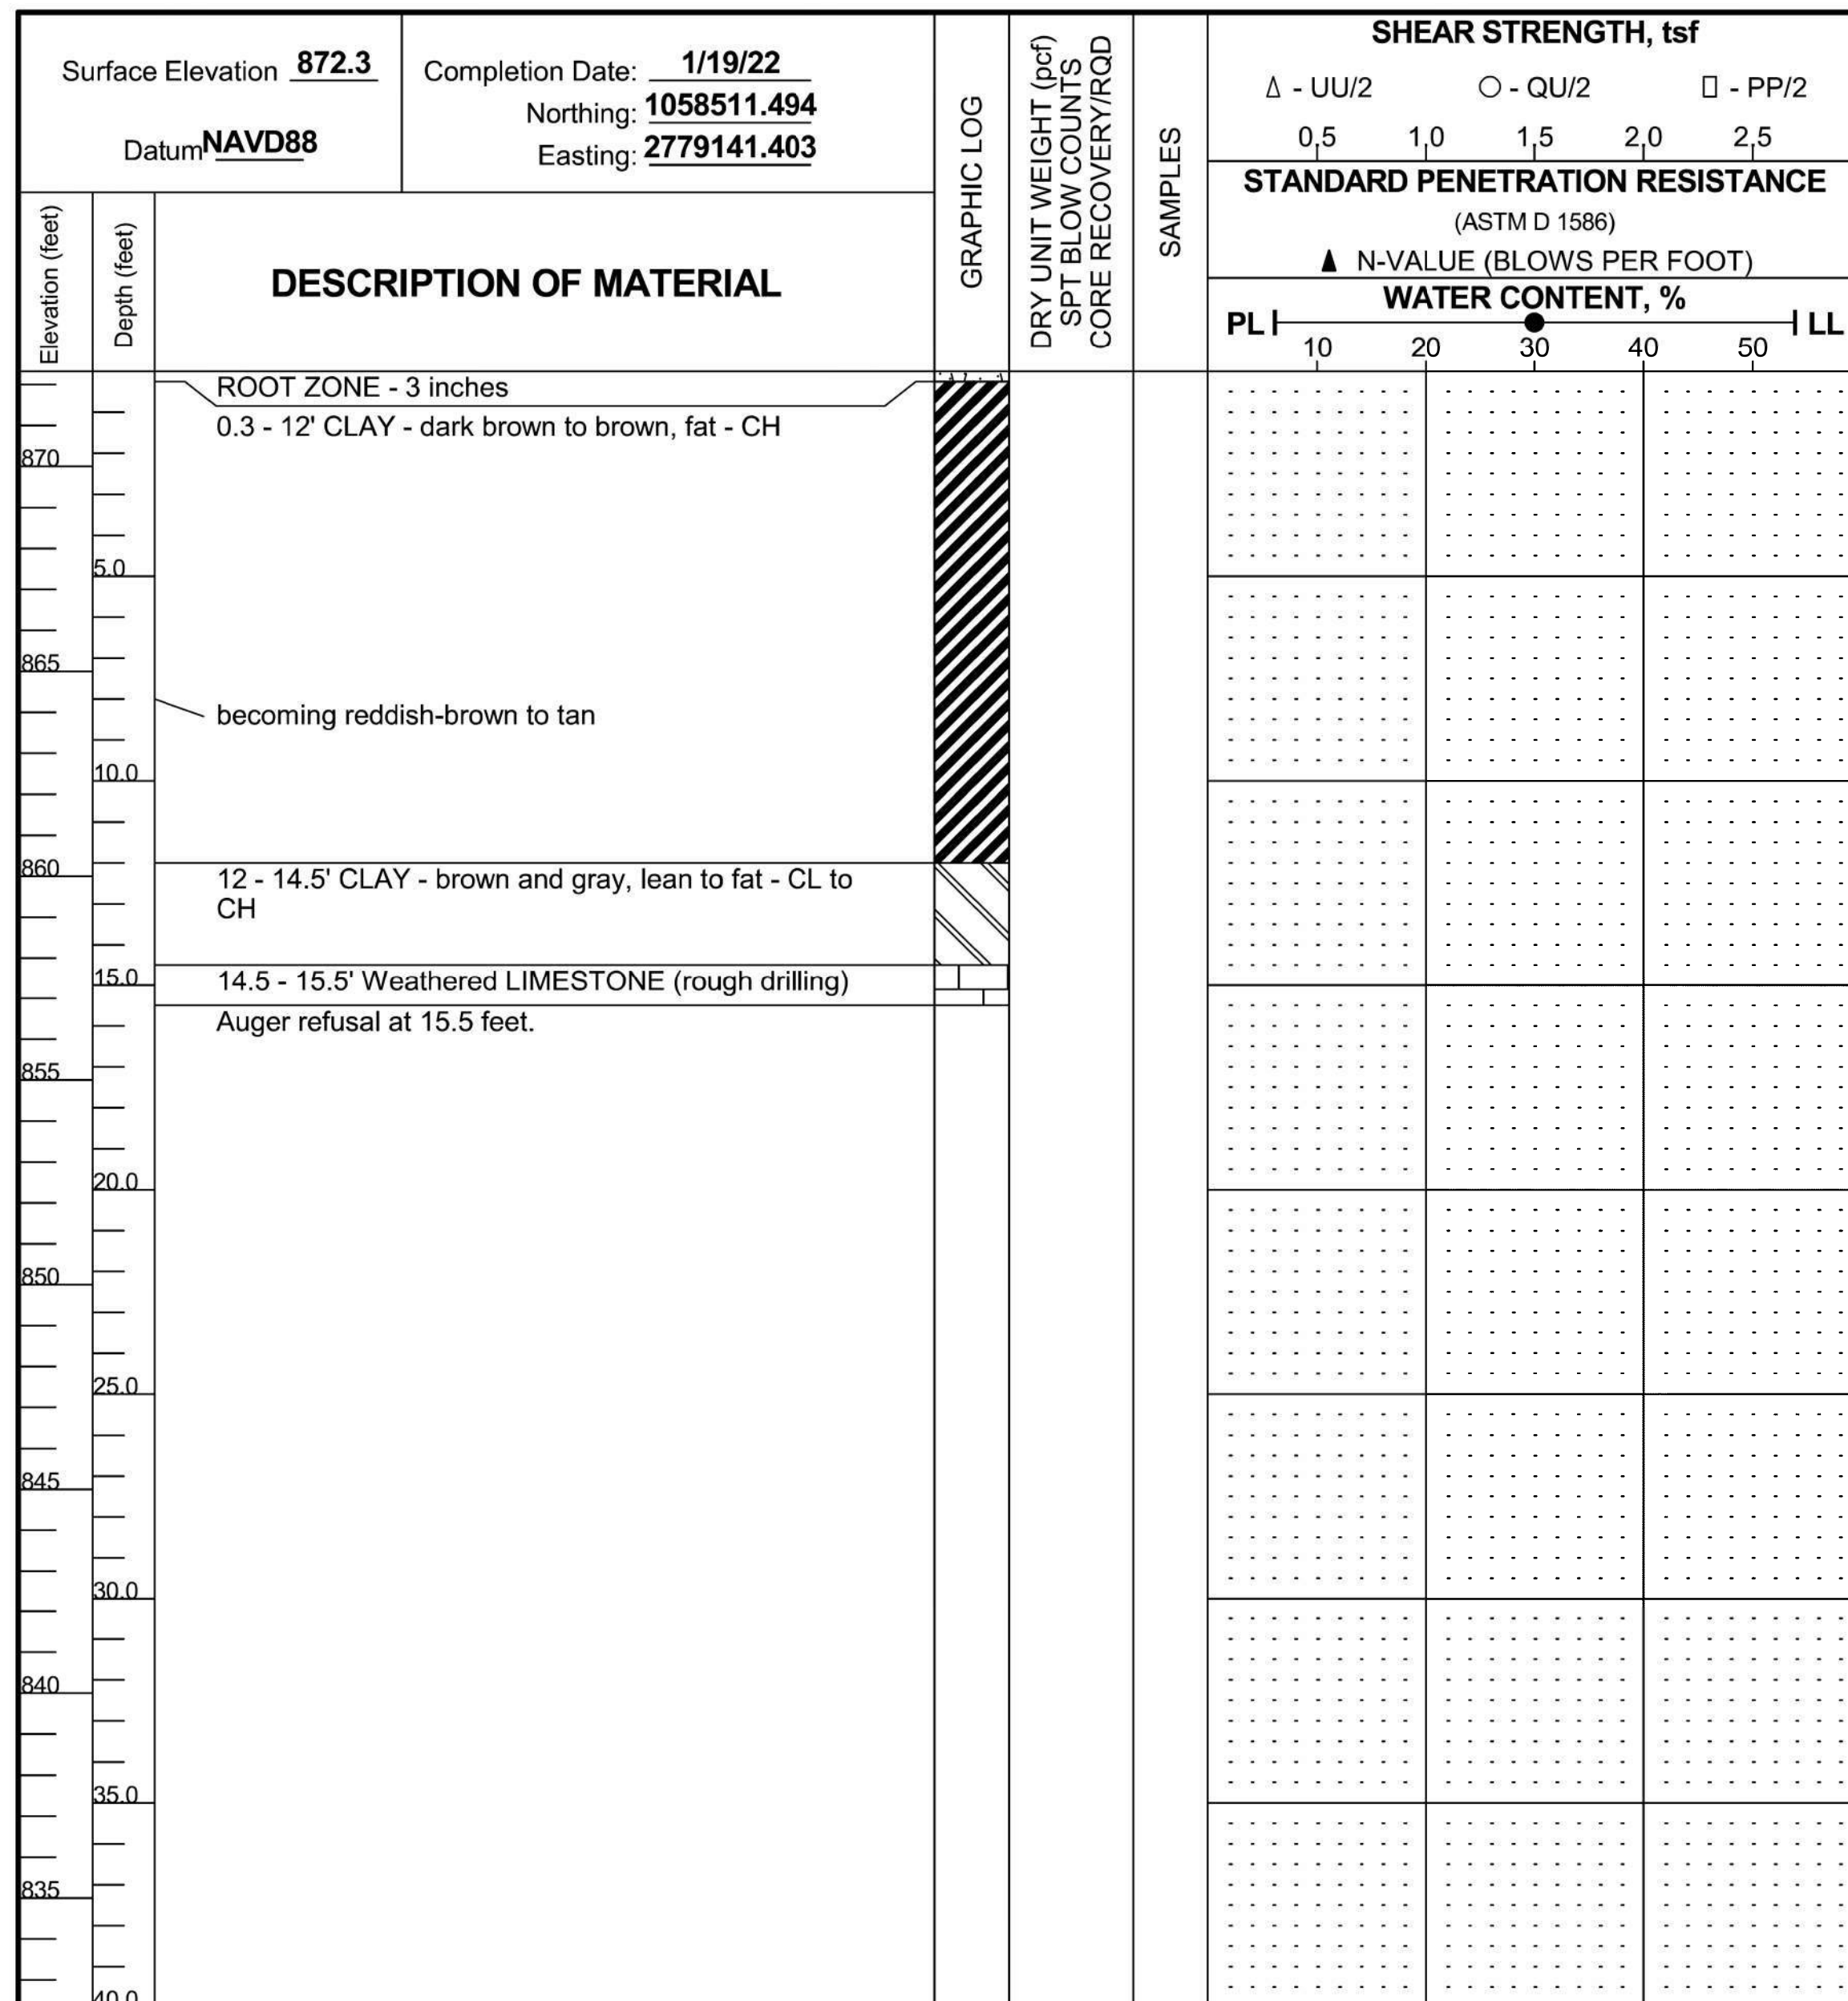 Surface Elevation 872.3
Datum NAVD88
Completion Date: 1/19/22
Northing: 1058511.494
Easting: 2779141.403
GRAPHIC LOG
DRY UNIT WEIGHT (pcf)
SPT BLOW COUNTS
CORE RECOVERY/RQD
SAMPLES
SHEAR STRENGTH, tsf
Δ - UU/2 ○ - QU/2 □ - PP/2
0.5 1.0 1.5 2.0 2.5
STANDARD PENETRATION RESISTANCE
(ASTM D 1586)
▲ N-VALUE (BLOWS PER FOOT)
WATER CONTENT, %
PL LL
10 20 30 40 50
Elevation (feet)
Depth (feet)
DESCRIPTION OF MATERIAL
ROOT ZONE - 3 inches
0.3 - 12' CLAY - dark brown to brown, fat - CH
870
5.0
865
becoming reddish-brown to tan
10.0
860
12 - 14.5' CLAY - brown and gray, lean to fat - CL to
CH
15.0
14.5 - 15.5' Weathered LIMESTONE (rough drilling)
Auger refusal at 15.5 feet.
855
20.0
850
25.0
845
30.0
840
35.0
835
40.0